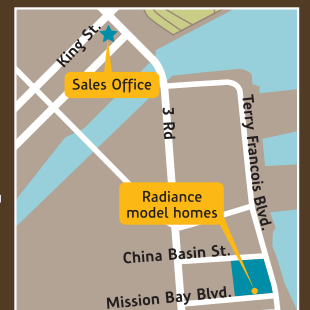 King St.
Sales Office
3 Rd
Terry Francois Blvd.
Radiance
model homes
China Basin St.
Mission Bay Blvd.